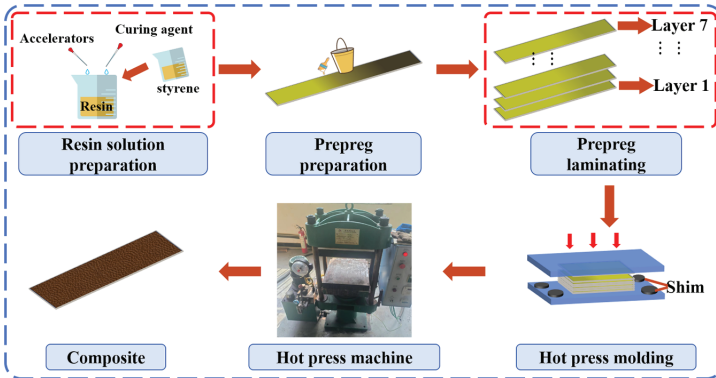 Accelerators
Curing agent
styrene
Resin
Layer 7
Layer 1
Resin solution
preparation
Prepreg
preparation
Prepreg
laminating
Shim
Composite
Hot press machine
Hot press molding